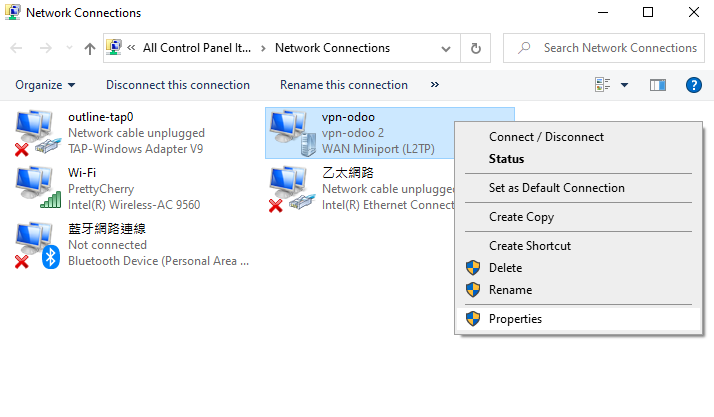 Network Connections
All Control Panel It...
Network Connections
Search Network Connections
Organize
Disconnect this connection
Rename this connection
»
outline-tap0
Network cable unplugged
TAP-Windows Adapter V9
vpn-odoo
vpn-odoo 2
WAN Miniport (L2TP)
Wi-Fi
PrettyCherry
Intel(R) Wireless-AC 9560
乙太網路
Network cable unplugged
Intel(R) Ethernet Connec
藍牙網路連線
Not connected
Bluetooth Device (Personal Area ...
Connect / Disconnect
Status
Set as Default Connection
Create Copy
Create Shortcut
Delete
Rename
Properties